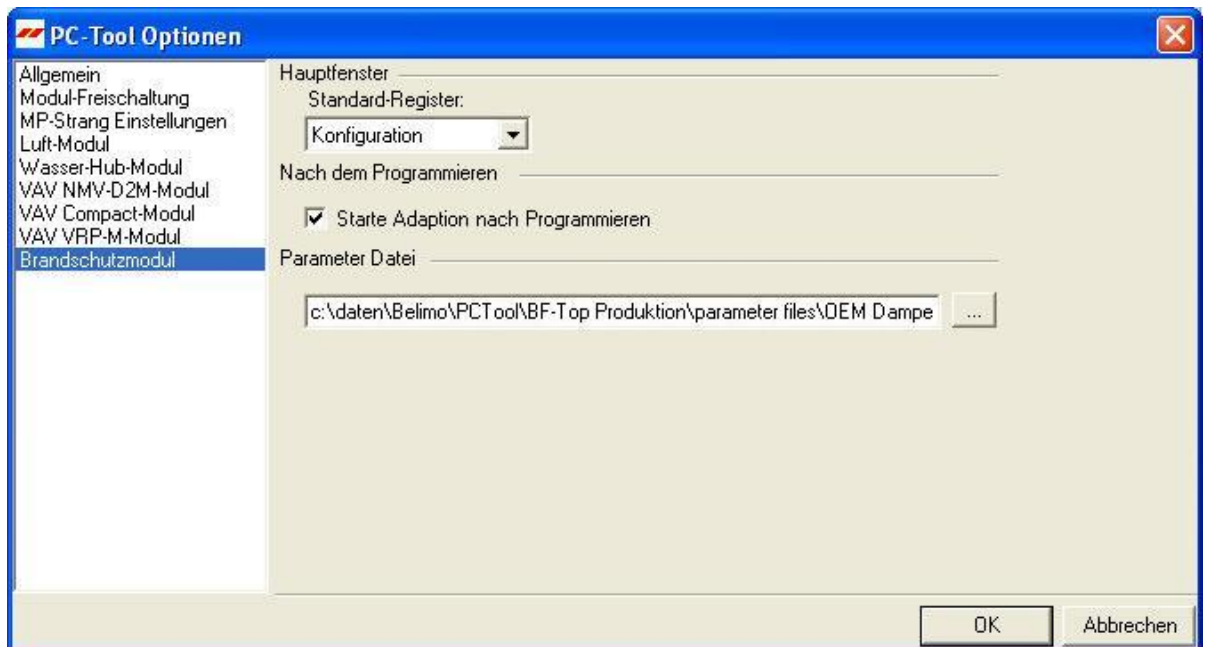 PC-Tool Optionen
Allgemein
Modul-Freischaltung
MP-Strang Einstellungen
Luft-Modul
Wasser-Hub-Modul
VAV NMV-D2M-Modul
VAV Compact-Modul
VAV VRP-M-Modul
Brandschutzmodul
Hauptfenster
Standard-Register:
Konfiguration
Nach dem Programmieren
Starte Adaption nach Programmieren
Parameter Datei
c:\daten\Belimo\PCTool\BF-Top Produktion\parameter files\OEM Dampe
...
OK
Abbrechen